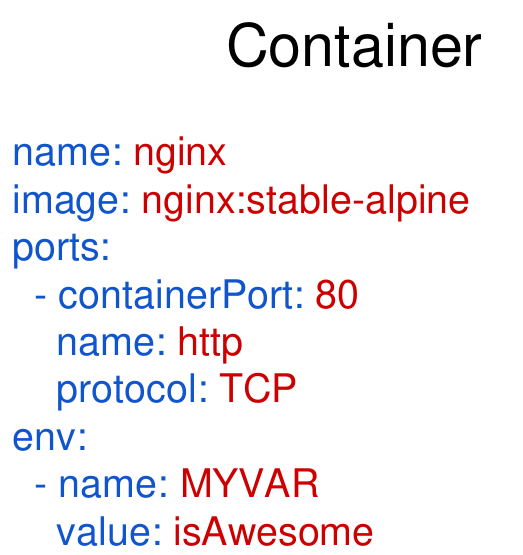 Container
name: nginx
image: nginx:stable-alpine
ports:
  - containerPort: 80
    name: http
    protocol: TCP
env:
  - name: MYVAR
    value: isAwesome